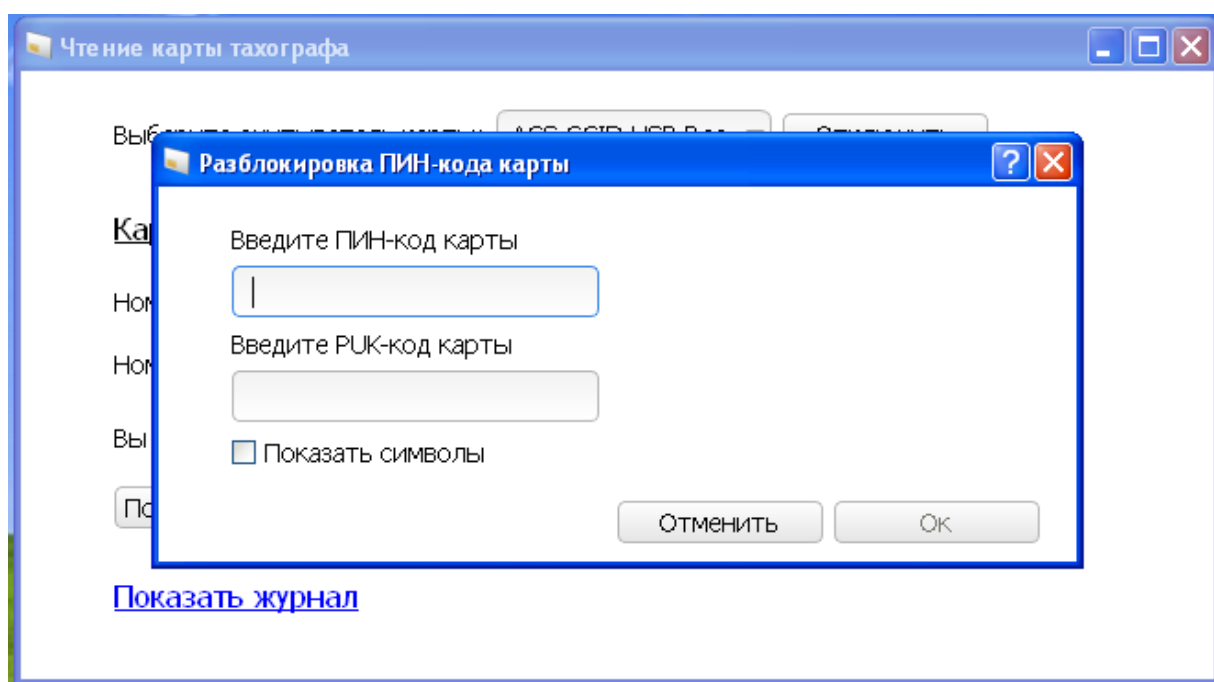 Чтение карты тахографа
Разблокировка ПИН-кода карты
Введите ПИН-код карты
Введите PUK-код карты
Показать символы
Отменить
Ок
Вы
Показать журнал